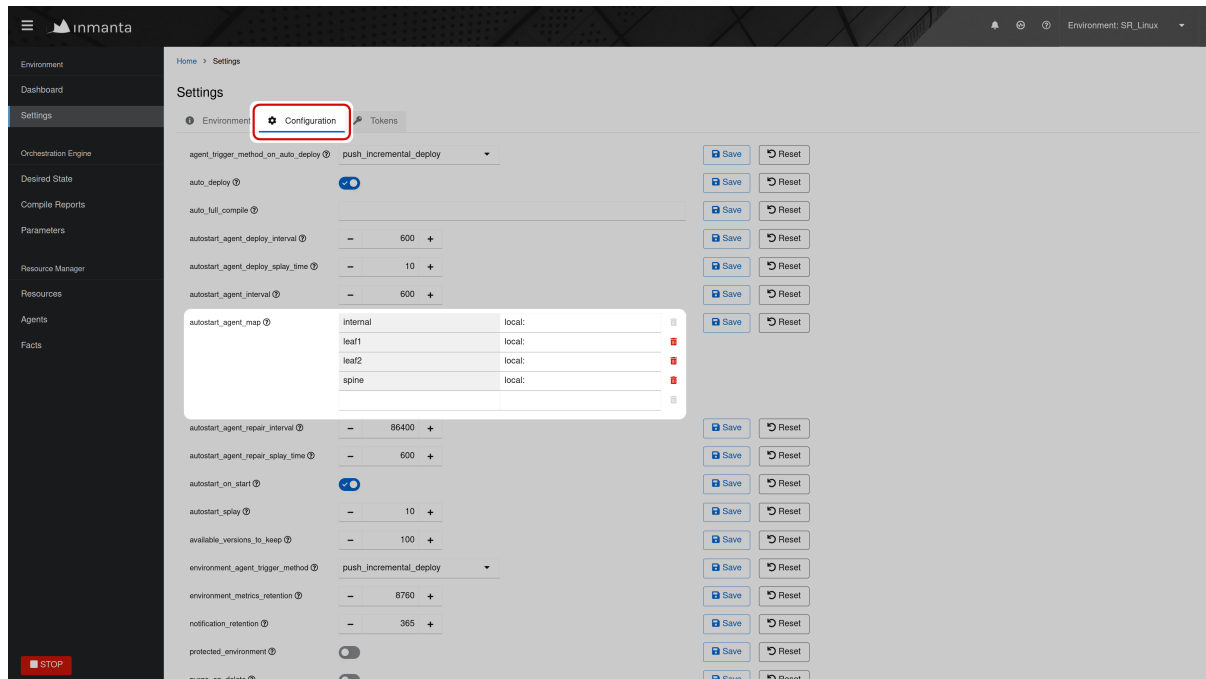 inmanta
Environment: SR_Linux
Environment
Dashboard
Settings
Orchestration Engine
Desired State
Compile Reports
Parameters
Resource Manager
Resources
Agents
Facts
STOP
Home > Settings
Settings
Environment Configuration Tokens
agent_trigger_method_on_auto_deploy push_incremental_deploy Save Reset
auto_deploy Save Reset
auto_full_compile Save Reset
autostart_agent_deploy_interval − 600 + Save Reset
autostart_agent_deploy_splay_time − 10 + Save Reset
autostart_agent_interval − 600 + Save Reset
autostart_agent_map internal local: Save Reset
leaf1 local:
leaf2 local:
spine local:
autostart_agent_repair_interval − 86400 + Save Reset
autostart_agent_repair_splay_time − 600 + Save Reset
autostart_on_start Save Reset
autostart_splay − 10 + Save Reset
available_versions_to_keep − 100 + Save Reset
environment_agent_trigger_method push_incremental_deploy Save Reset
environment_metrics_retention − 8760 + Save Reset
notification_retention − 365 + Save Reset
protected_environment Save Reset
purge_on_delete Save Reset